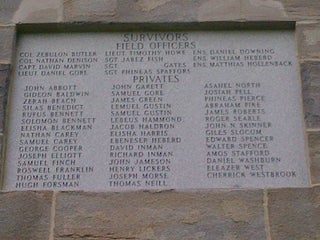 SURVIVORS
FIELD OFFICERS
COL ZEBULON BUTLER LIEUT TIMOTHY HOWE ENS DANIEL DOWNING
COL NATHAN DENISON SGT JABEZ FISH ENS WILLIAM HEBERD
CAPT DAVID MARVIN SGT GATES ENS MATTHIAS HOLLENBACK
LIEUT DANIEL GORE SGT PHINEAS SPAFFORS
PRIVATES
JOHN ABBOTT JOHN GARETT ASAHEL NORTH
GIDEON BALDWIN SAMUEL GORE JOSIAH PELL
ZERAH BEACH JAMES GREEN PHINEAS PIERCE
SILAS BENEDICT LEMUEL GUSTIN ABRAHAM PIKE
RUFUS BENNETT SAMUEL GUSTIN JAMES ROBERTS
SOLOMON BENNETT LEBEUS HAMMOND ROGER SEARLE
ELISHA BLACKMAN JACOB HALDRON JOHN N SKINNER
NATHAN CAREY ELISHA HARRIS GILES SLOCUM
SAMUEL CAREY EBENESER HEBERD EDWARD SPENCER
GEORGE COOPER DAVID INMAN WALTER SPENCE
JOSEPH ELLIOTT RICHARD INMAN AMOS STAFFORD
SAMUEL FINCH JOHN JAMESON DANIEL WASHBURN
ROSWELL FRANKLIN HENRY LICKERS ELEAZER WEST
THOMAS FULLER JOSEPH MORSE CHERRICK WESTBROOK
HUGH FORSMAN THOMAS NEILL